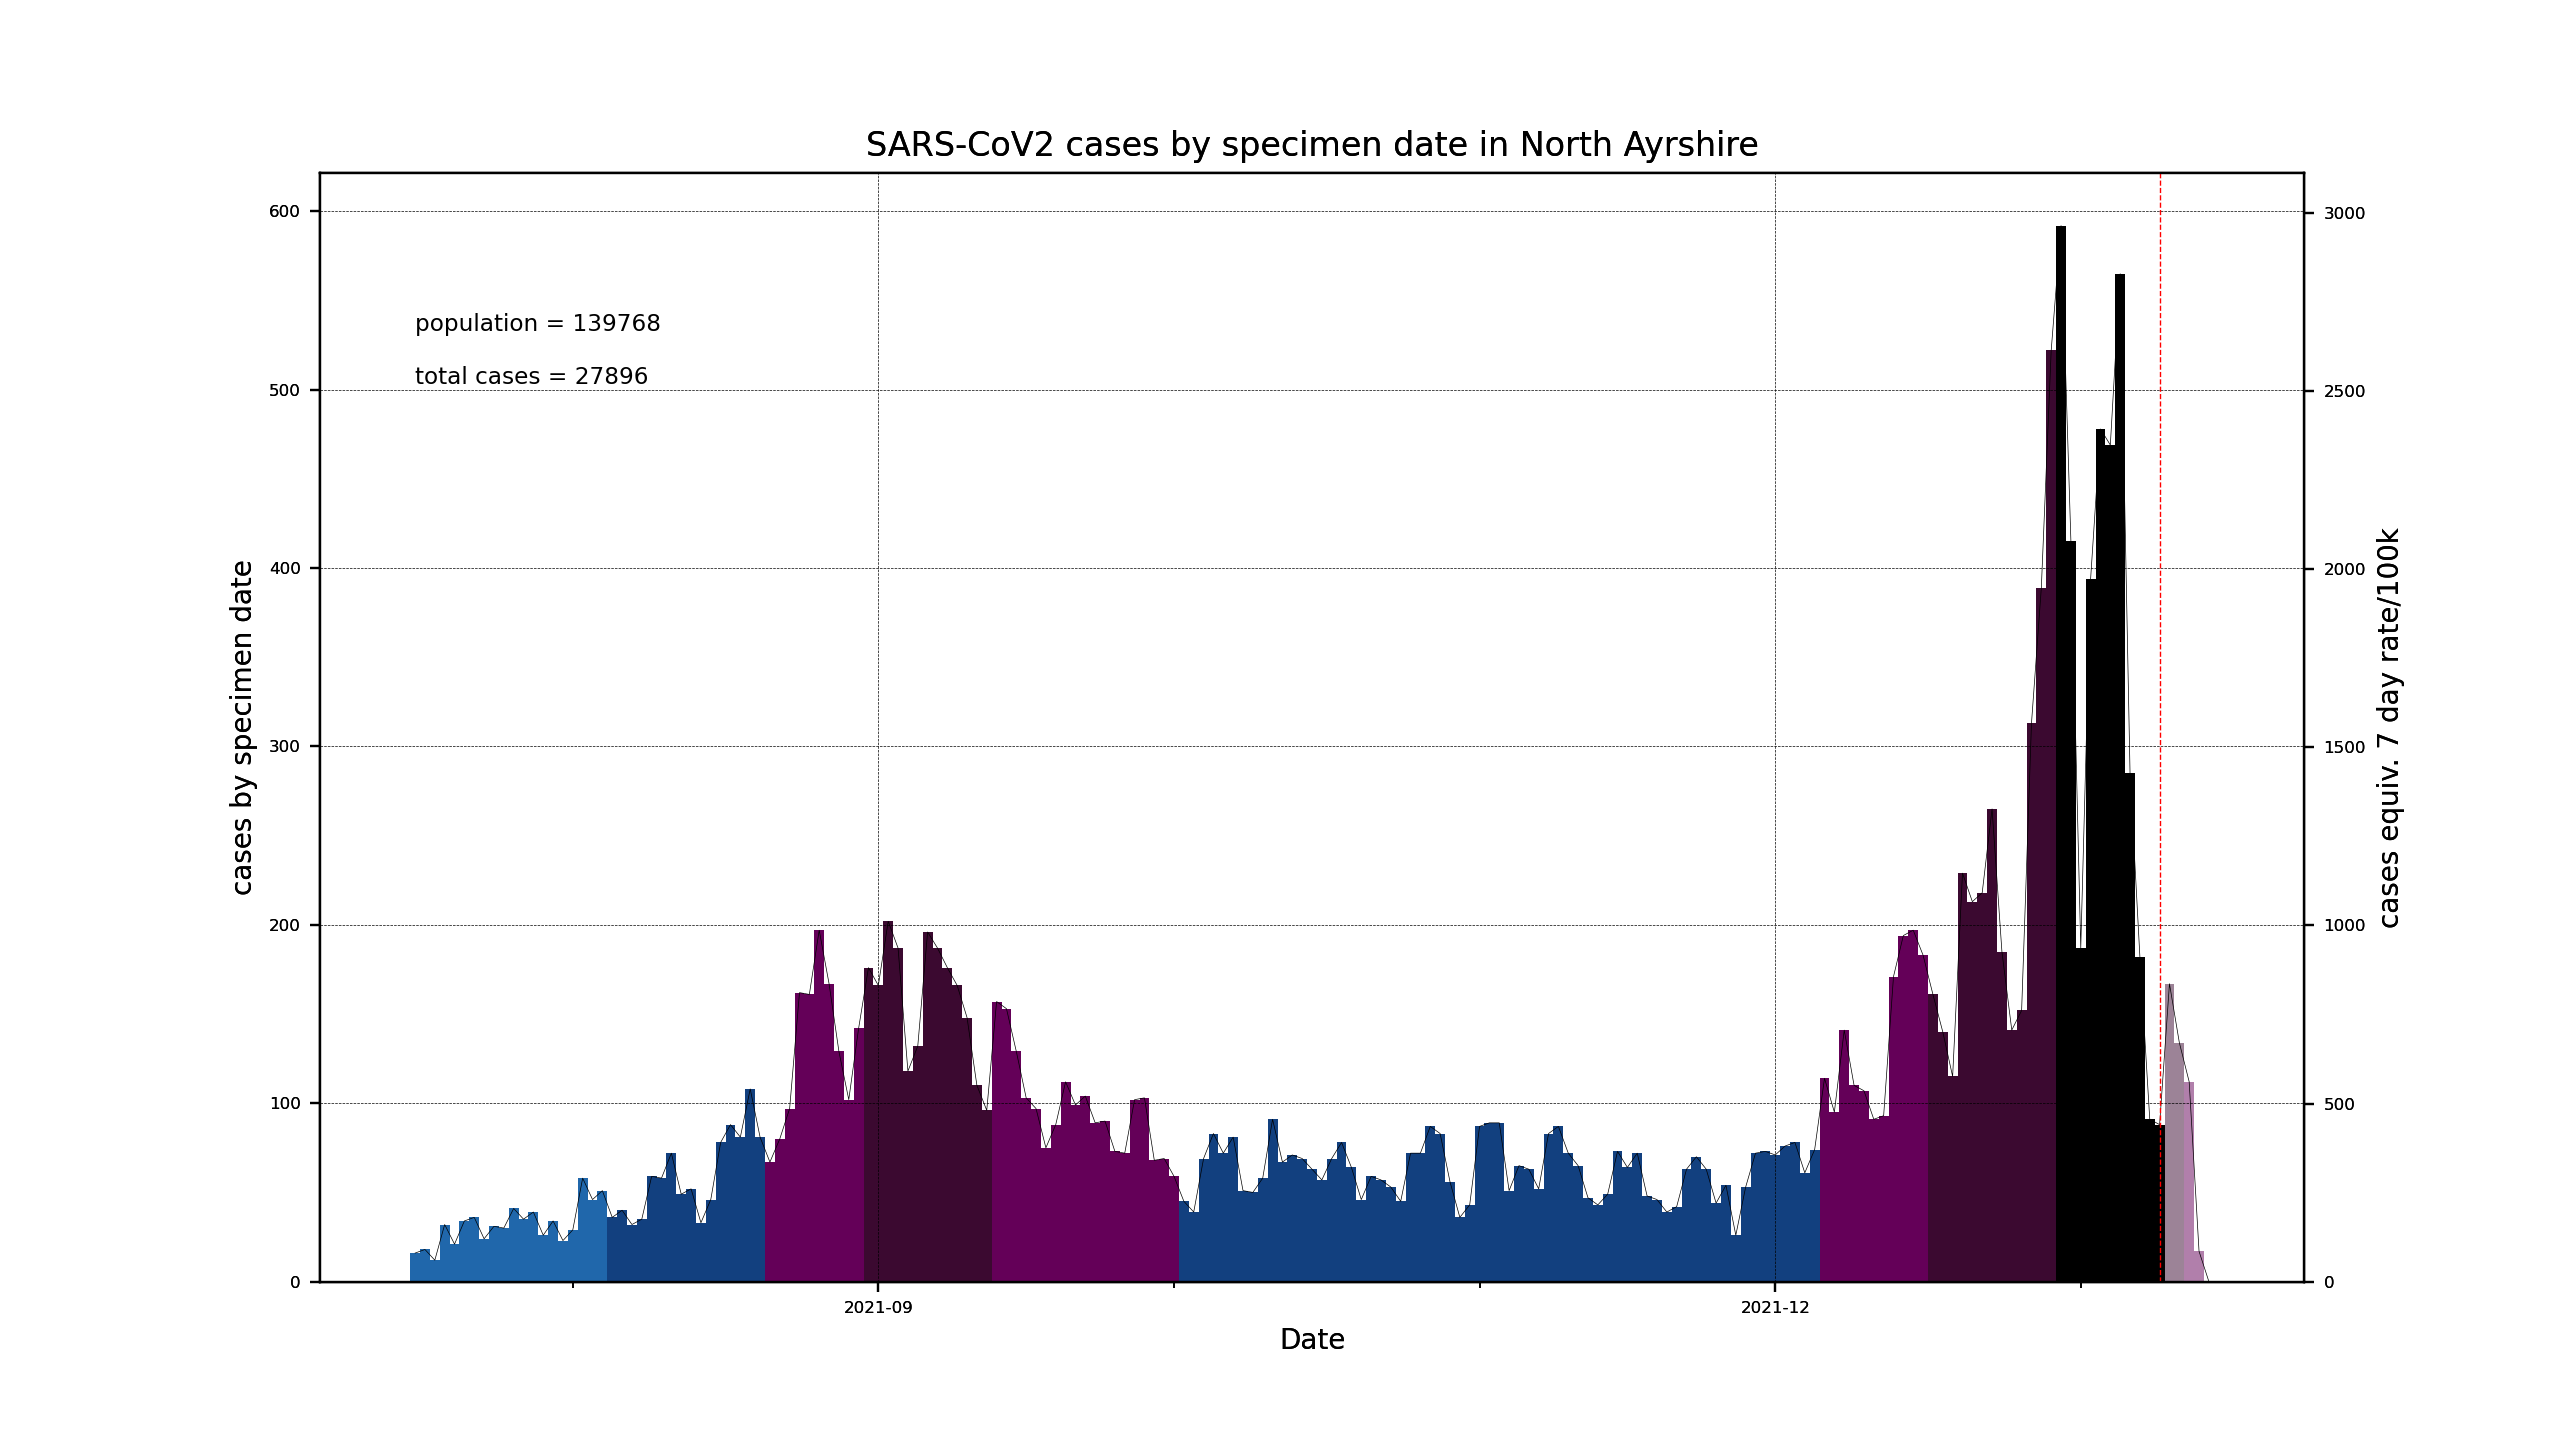 SARS-CoV2 cases by specimen date in North Ayrshire
population = 139768
total cases = 27896
cases by specimen date
600
500
400
300
200
100
0
3000
2500
2000
1500
1000
500
0
cases equiv. 7 day rate/100k
2021-09
2021-12
Date